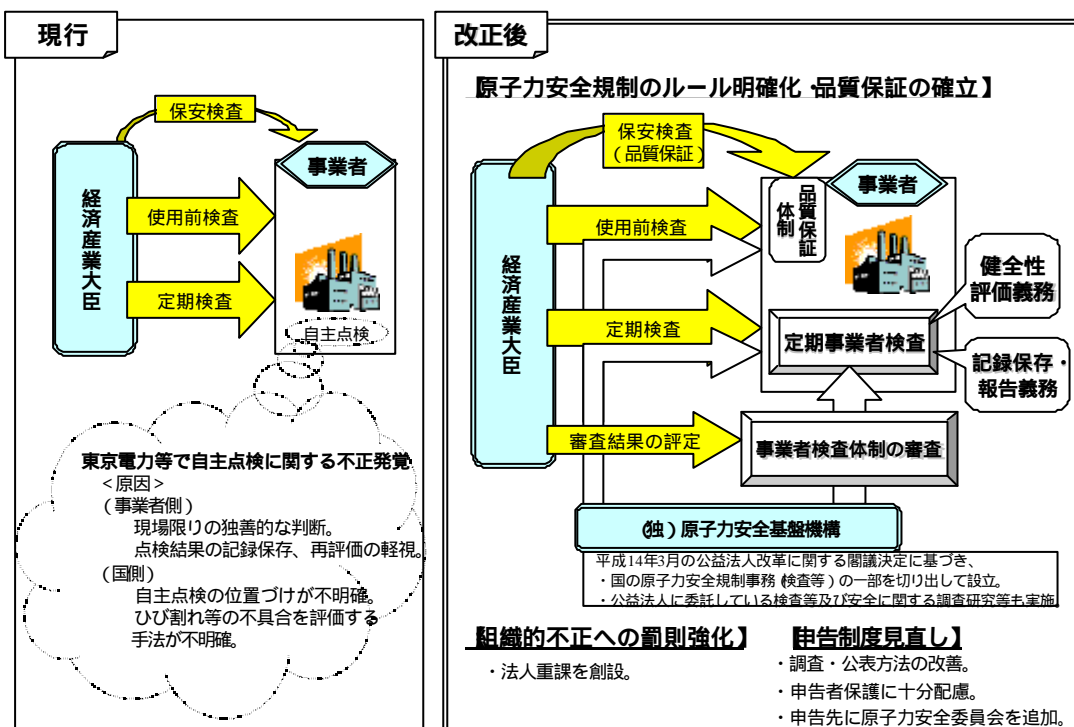 現行
保安検査
事業者
経済産業大臣
使用前検査
定期検査
自主点検
東京電力等で自主点検に関する不正発覚
<原因>
(事業者側)
現場限りの独善的な判断。
点検結果の記録保存、再評価の軽視。
(国側)
自主点検の位置づけが不明確。
ひび割れ等の不具合を評価する
手法が不明確。
改正後
【原子力安全規制のルール明確化・品質保証の確立】
保安検査
(品質保証)
事業者
品質保証
体制
経済産業大臣
使用前検査
定期検査
健全性
評価義務
定期事業者検査
記録保存・
報告義務
審査結果の評定
事業者検査体制の審査
(独)原子力安全基盤機構
平成14年3月の公益法人改革に関する閣議決定に基づき、
・国の原子力安全規制事務(検査等)の一部を切り出して設立。
・公益法人に委託している検査等及び安全に関する調査研究等も実施。
【組織的不正への罰則強化】
・法人重課を創設。
【申告制度見直し】
・調査・公表方法の改善。
・申告者保護に十分配慮。
・申告先に原子力安全委員会を追加。